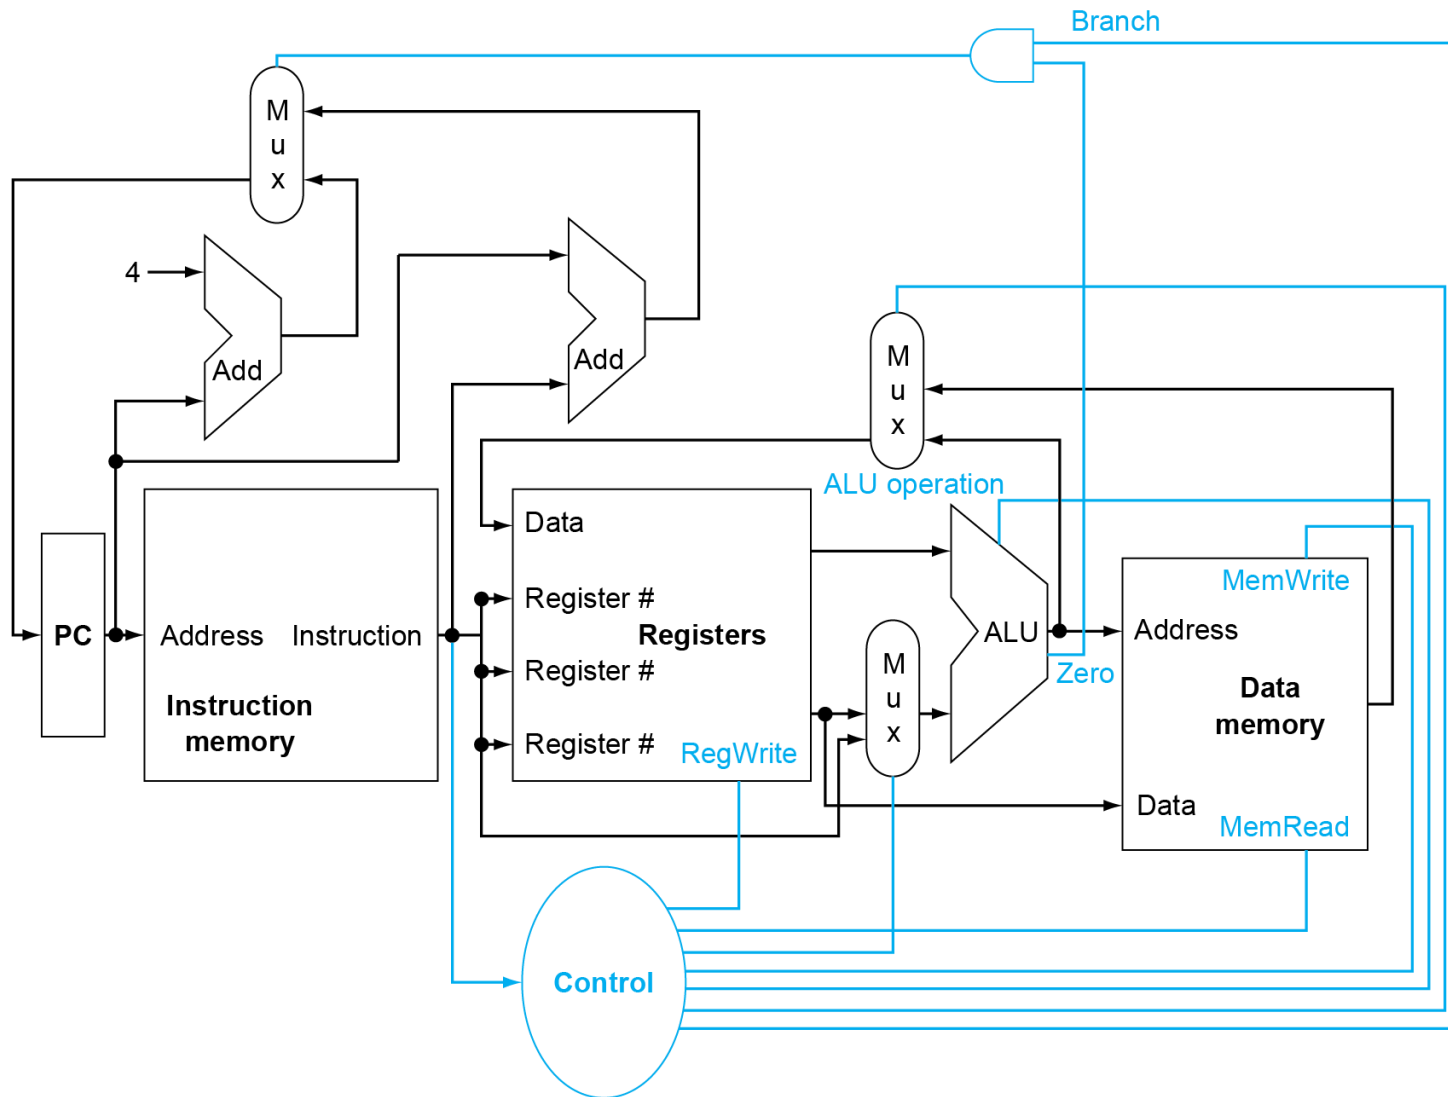 Branch
M
u
x
4
Add
Add
M
u
x
ALU operation
Data
MemWrite
Register #
PC
Address
Instruction
Registers
ALU
Address
M
u
x
Zero
Register #
Instruction
memory
Data
memory
Register #
RegWrite
Data
MemRead
Control